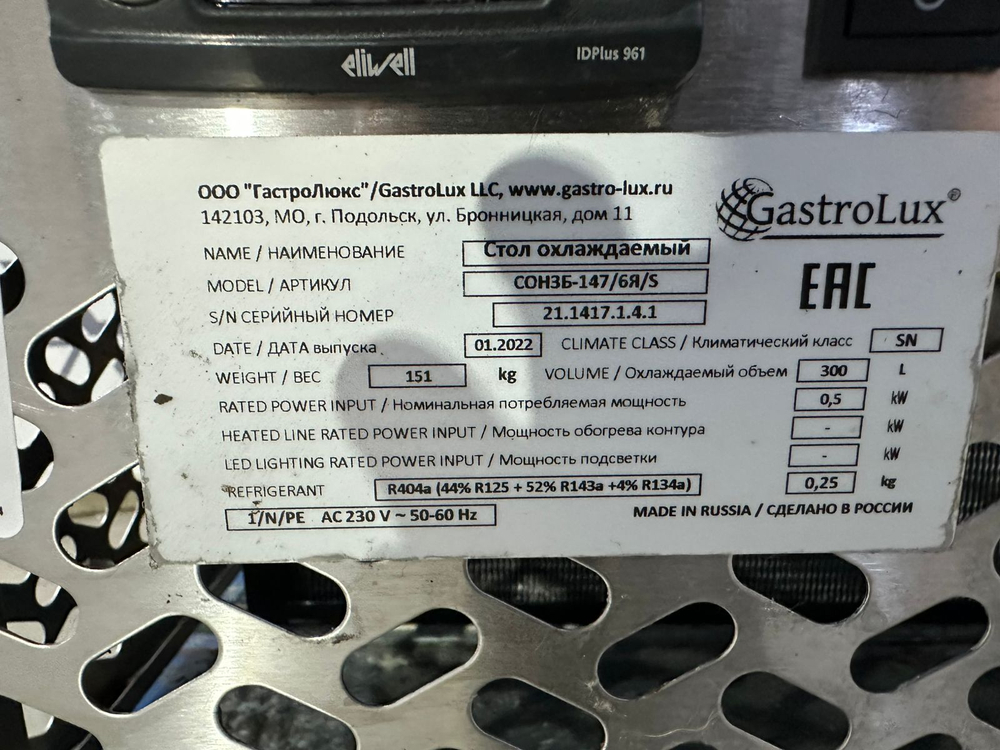 eliwell IDPlus 961
ООО "ГастроЛюкс"/GastroLux LLC, www.gastro-lux.ru
142103, МО, г. Подольск, ул. Бронницкая, дом 11
GastroLux®
NAME / НАИМЕНОВАНИЕ Стол охлаждаемый
MODEL / АРТИКУЛ СОН3Б-147/6Я/S
EAC
S/N СЕРИЙНЫЙ НОМЕР 21.1417.1.4.1
DATE / ДАТА выпуска 01.2022 CLIMATE CLASS / Климатический класс SN
WEIGHT / ВЕС 151 kg VOLUME / Охлаждаемый объем 300 L
RATED POWER INPUT / Номинальная потребляемая мощность 0,5 kW
HEATED LINE RATED POWER INPUT / Мощность обогрева контура - kW
LED LIGHTING RATED POWER INPUT / Мощность подсветки - kW
REFRIGERANT R404a (44% R125 + 52% R143a +4% R134a) 0,25 kg
1/N/PE AC 230 V ~ 50-60 Hz MADE IN RUSSIA / СДЕЛАНО В РОССИИ